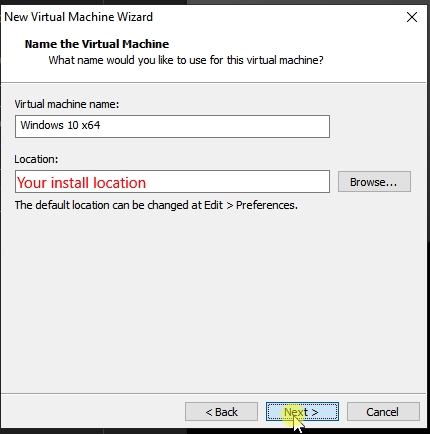 New Virtual Machine Wizard
Name the Virtual Machine
What name would you like to use for this virtual machine?
Virtual machine name:
Windows 10 x64
Location:
Your install location
Browse...
The default location can be changed at Edit > Preferences.
< Back
Next >
Cancel